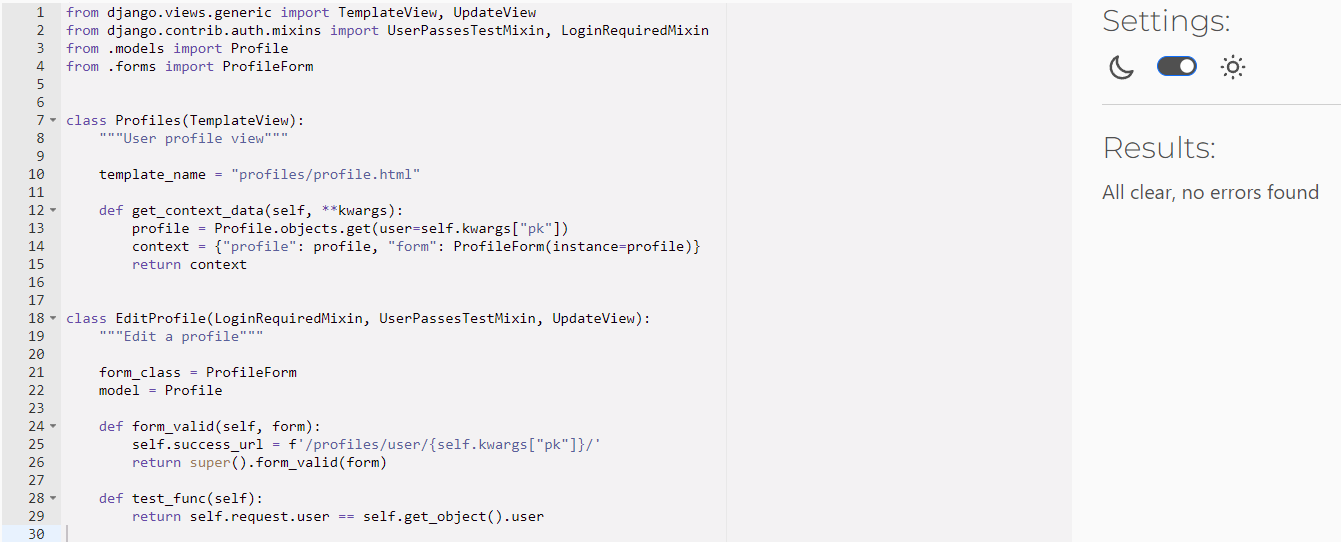 1 from django.views.generic import TemplateView, UpdateView
2 from django.contrib.auth.mixins import UserPassesTestMixin, LoginRequiredMixin
3 from .models import Profile
4 from .forms import ProfileForm
5
6
7 class Profiles(TemplateView):
8     """User profile view"""
9
10     template_name = "profiles/profile.html"
11
12     def get_context_data(self, **kwargs):
13         profile = Profile.objects.get(user=self.kwargs["pk"])
14         context = {"profile": profile, "form": ProfileForm(instance=profile)}
15         return context
16
17
18 class EditProfile(LoginRequiredMixin, UserPassesTestMixin, UpdateView):
19     """Edit a profile"""
20
21     form_class = ProfileForm
22     model = Profile
23
24     def form_valid(self, form):
25         self.success_url = f'/profiles/user/{self.kwargs["pk"]}/'
26         return super().form_valid(form)
27
28     def test_func(self):
29         return self.request.user == self.get_object().user
30
Settings:
Results:
All clear, no errors found